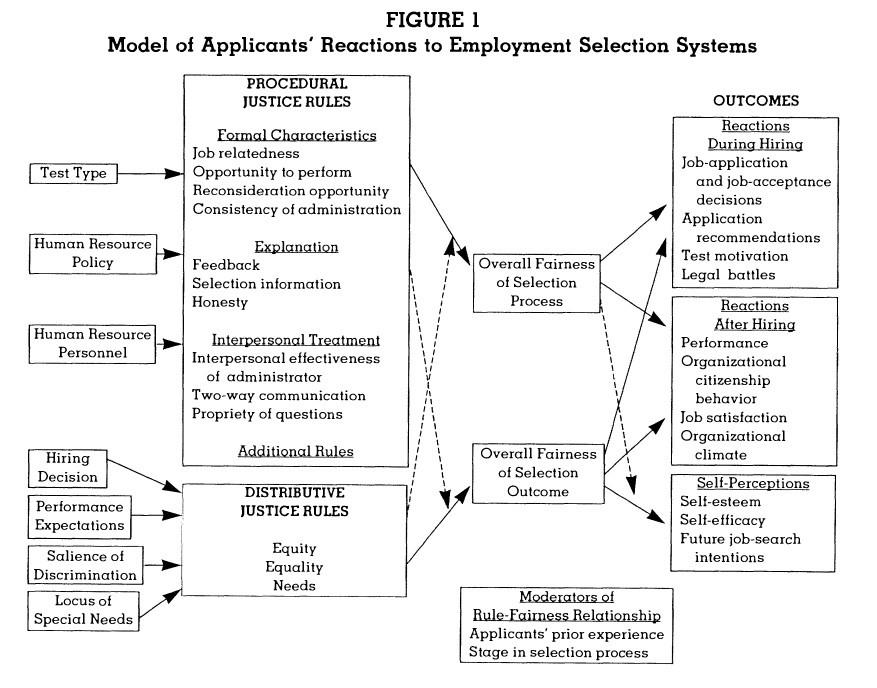 FIGURE 1
Model of Applicants' Reactions to Employment Selection Systems
Test Type
Human Resource
Policy
Human Resource
Personnel
Hiring
Decision
Performance
Expectations
Salience of
Discrimination
Locus of
Special Needs
PROCEDURAL
JUSTICE RULES
Formal Characteristics
Job relatedness
Opportunity to perform
Reconsideration opportunity
Consistency of administration
Explanation
Feedback
Selection information
Honesty
Interpersonal Treatment
Interpersonal effectiveness
of administrator
Two-way communication
Propriety of questions
Additional Rules
DISTRIBUTIVE
JUSTICE RULES
Equity
Equality
Needs
Overall Fairness
of Selection
Process
Overall Fairness
of Selection
Outcome
OUTCOMES
Reactions
During Hiring
Job-application
and job-acceptance
decisions
Application
recommendations
Test motivation
Legal battles
Reactions
After Hiring
Performance
Organizational
citizenship
behavior
Job satisfaction
Organizational
climate
Self-Perceptions
Self-esteem
Self-efficacy
Future job-search
intentions
Moderators of
Rule-Fairness Relationship
Applicants' prior experience
Stage in selection process